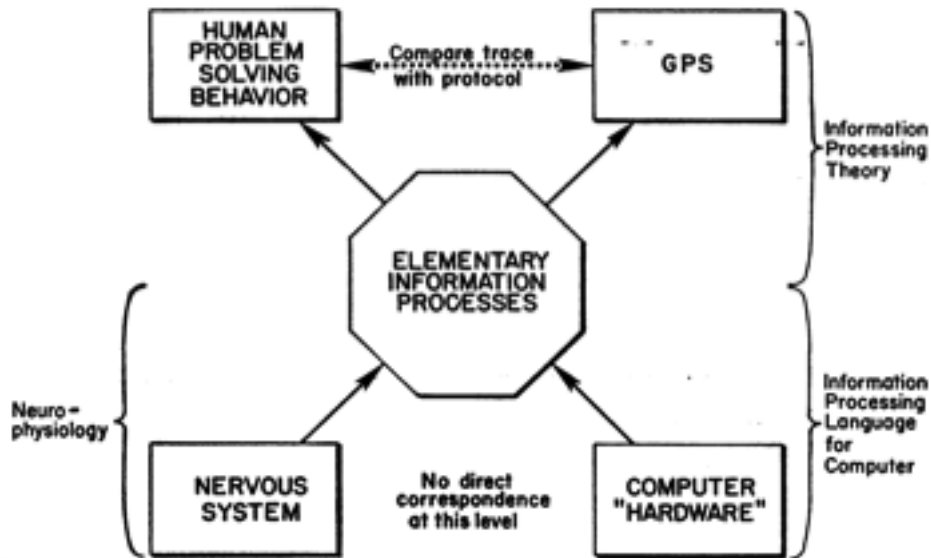 HUMAN
PROBLEM
SOLVING
BEHAVIOR
Compare trace
with protocol
GPS
Information
Processing
Theory
ELEMENTARY
INFORMATION
PROCESSES
Neuro-
physiology
NERVOUS
SYSTEM
No direct
correspondence
at this level
COMPUTER
"HARDWARE"
Information
Processing
Language
for
Computer